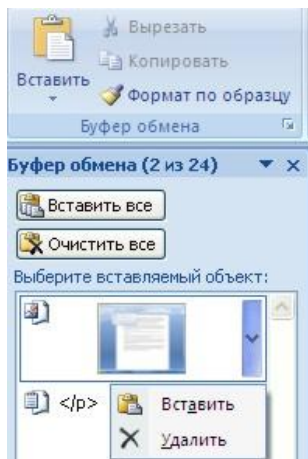 Вырезать
Копировать
Вставить
Формат по образцу
Буфер обмена
Буфер обмена (2 из 24)
Вставить все
Очистить все
Выберите вставляемый объект:
</p>
Вставить
Удалить